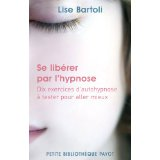 Lise Bartoli
Se libérer
par l'hypnose
Dix exercices d'autohypnose
à tester pour aller mieux
PETITE BIBLIOTHÈQUE PAYOT